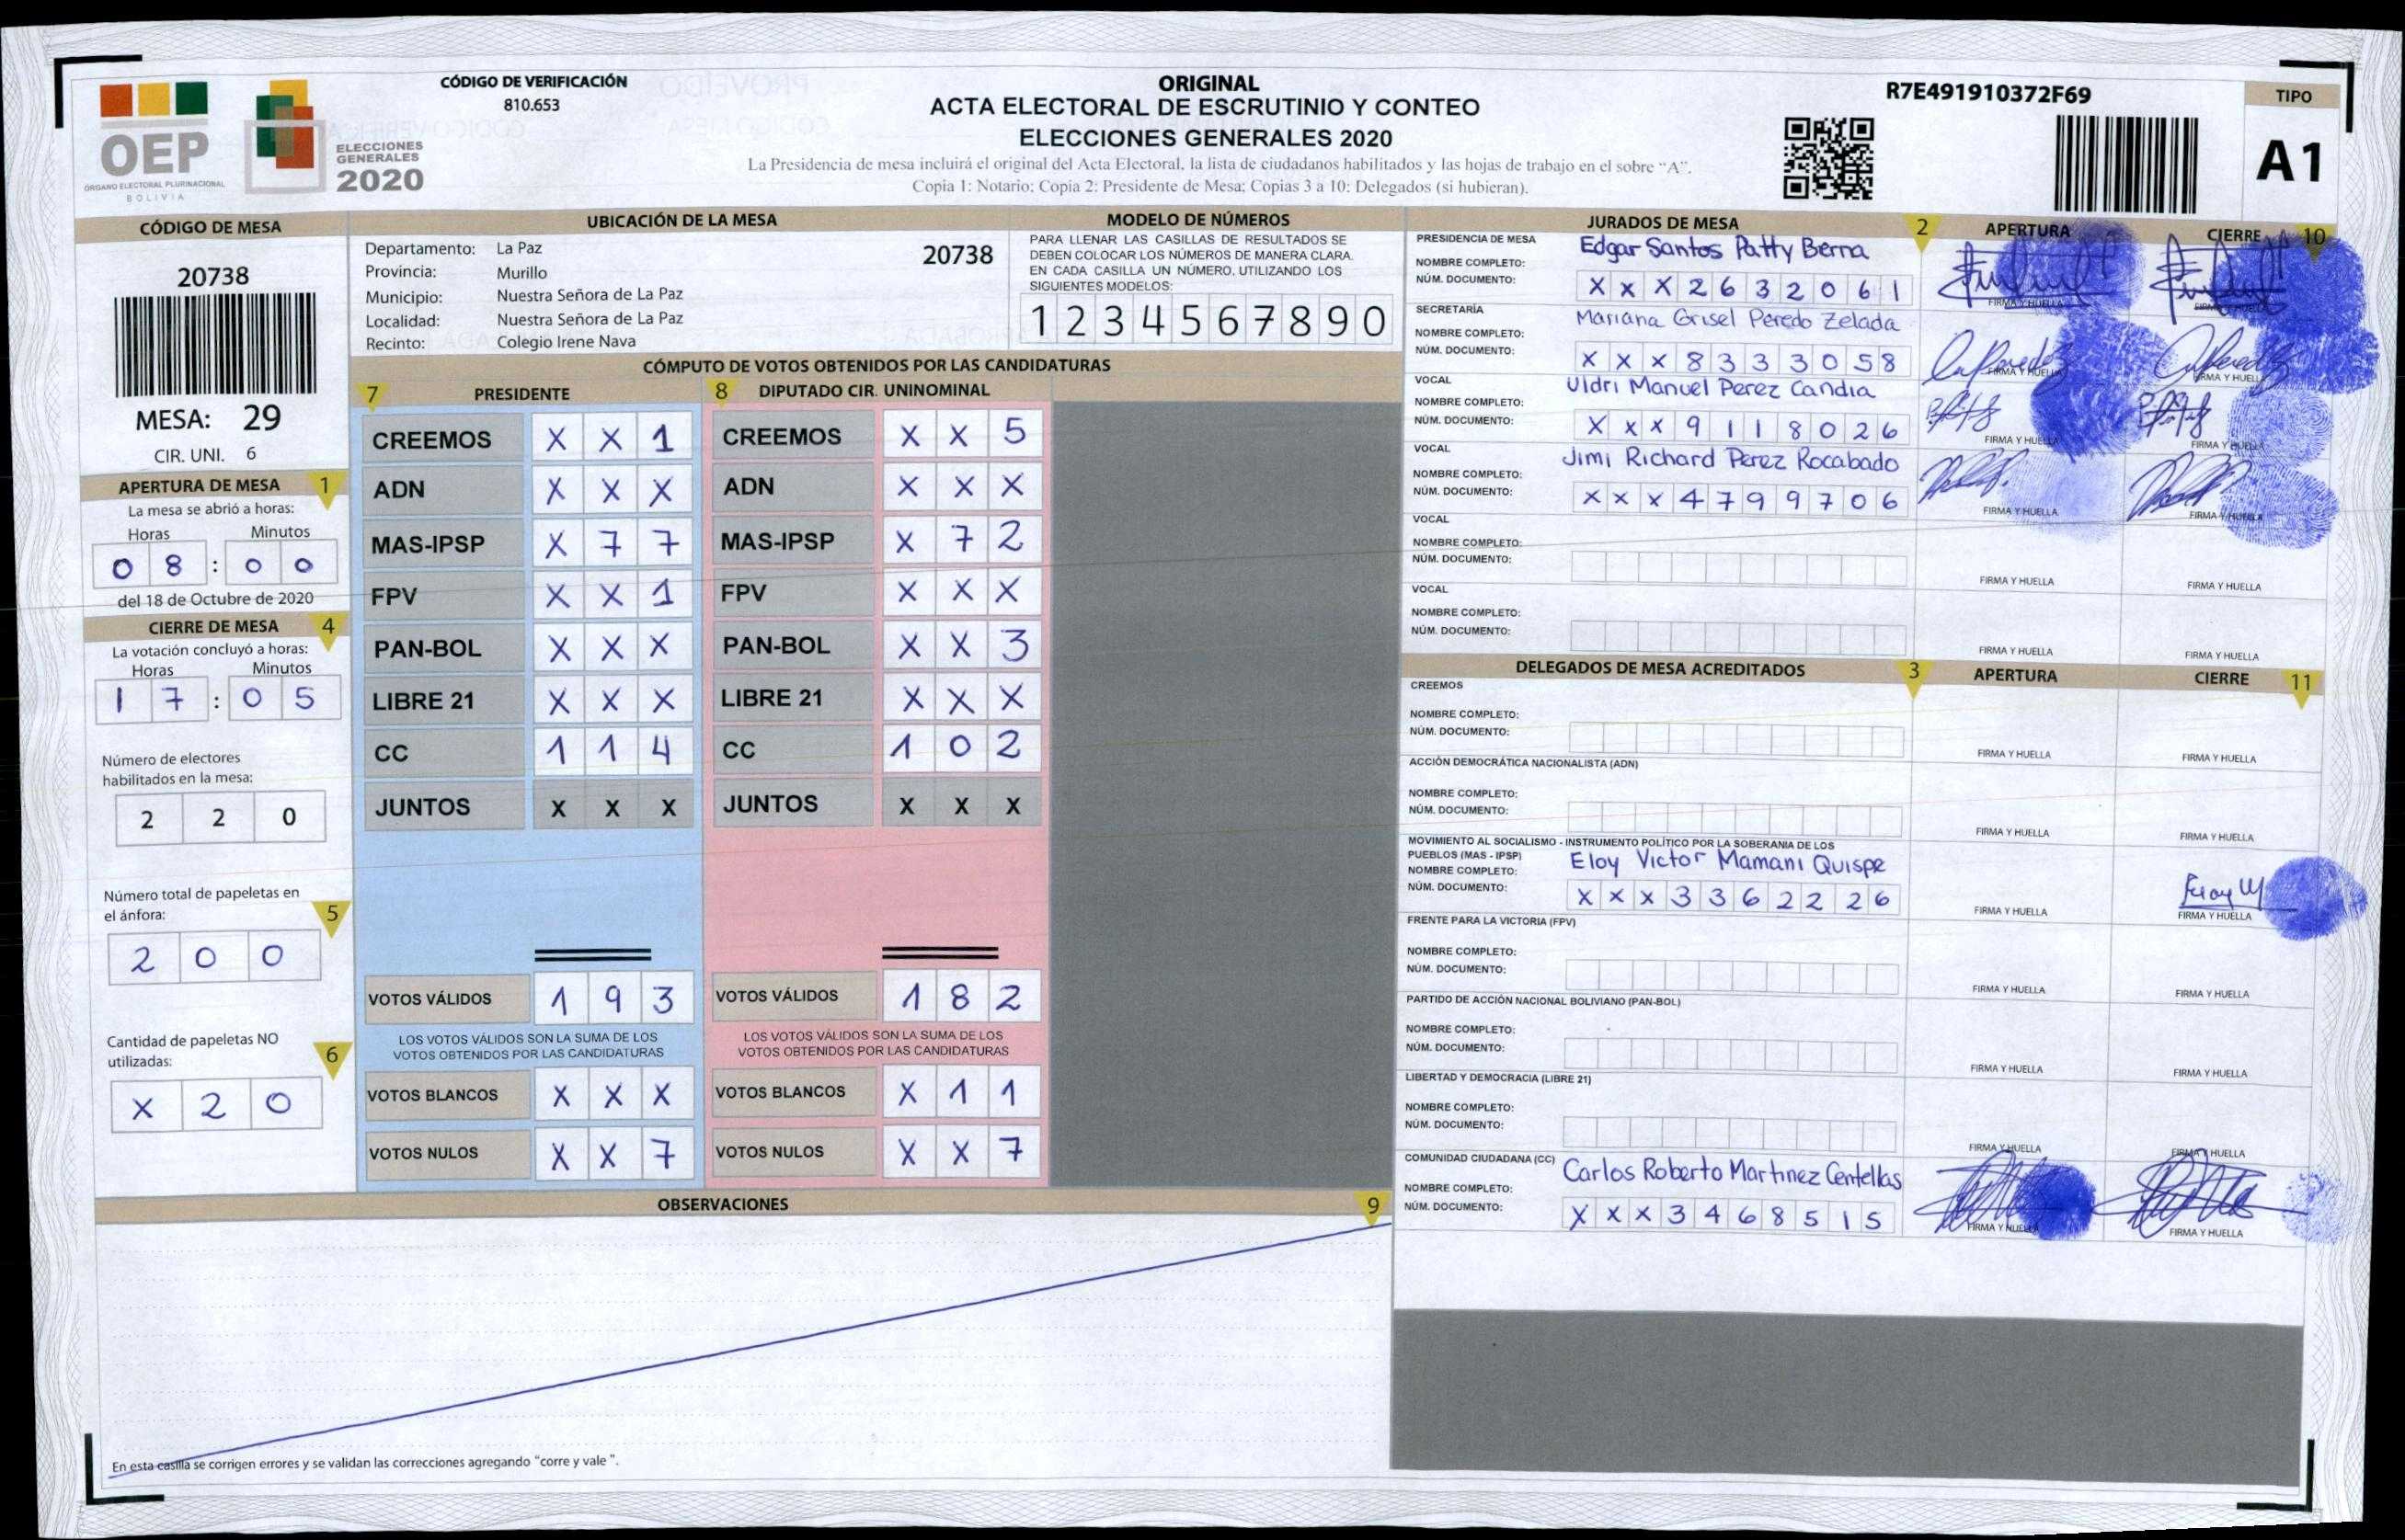 CÓDIGO DE VERIFICACIÓN
810.653
OEP
ÓRGANO ELECTORAL PLURINACIONAL
BOLIVIA
ELECCIONES
GENERALES
2020
ORIGINAL
ACTA ELECTORAL DE ESCRUTINIO Y CONTEO
ELECCIONES GENERALES 2020
La Presidencia de mesa incluirá el original del Acta Electoral, la lista de ciudadanos habilitados y las hojas de trabajo en el sobre “A”.
Copia 1: Notario; Copia 2: Presidente de Mesa; Copias 3 a 10: Delegados (si hubieran).
R7E491910372F69
TIPO
A1
CÓDIGO DE MESA
20738
MESA: 29
CIR. UNI. 6
APERTURA DE MESA 1
La mesa se abrió a horas:
Horas Minutos
0 8 : 0 0
del 18 de Octubre de 2020
CIERRE DE MESA 4
La votación concluyó a horas:
Horas Minutos
1 7 : 0 5
Número de electores
habilitados en la mesa:
2 2 0
Número total de papeletas en
el ánfora: 5
2 0 0
Cantidad de papeletas NO
utilizadas: 6
X 2 0
UBICACIÓN DE LA MESA
Departamento: La Paz 20738
Provincia: Murillo
Municipio: Nuestra Señora de La Paz
Localidad: Nuestra Señora de La Paz
Recinto: Colegio Irene Nava
MODELO DE NÚMEROS
PARA LLENAR LAS CASILLAS DE RESULTADOS SE
DEBEN COLOCAR LOS NÚMEROS DE MANERA CLARA.
EN CADA CASILLA UN NÚMERO, UTILIZANDO LOS
SIGUIENTES MODELOS:
1 2 3 4 5 6 7 8 9 0
CÓMPUTO DE VOTOS OBTENIDOS POR LAS CANDIDATURAS
7 PRESIDENTE 8 DIPUTADO CIR. UNINOMINAL
CREEMOS X X 1 CREEMOS X X 5
ADN X X X ADN X X X
MAS-IPSP X 7 7 MAS-IPSP X 7 2
FPV X X 1 FPV X X X
PAN-BOL X X X PAN-BOL X X 3
LIBRE 21 X X X LIBRE 21 X X X
CC 1 1 4 CC 1 0 2
JUNTOS X X X JUNTOS X X X
VOTOS VÁLIDOS 1 9 3 VOTOS VÁLIDOS 1 8 2
LOS VOTOS VÁLIDOS SON LA SUMA DE LOS LOS VOTOS VÁLIDOS SON LA SUMA DE LOS
VOTOS OBTENIDOS POR LAS CANDIDATURAS VOTOS OBTENIDOS POR LAS CANDIDATURAS
VOTOS BLANCOS X X X VOTOS BLANCOS X 1 1
VOTOS NULOS X X 7 VOTOS NULOS X X 7
OBSERVACIONES 9
En esta casilla se corrigen errores y se validan las correcciones agregando “corre y vale ”.
JURADOS DE MESA 2 APERTURA CIERRE 10
PRESIDENCIA DE MESA
NOMBRE COMPLETO: Edgar Santos Patty Berna
NÚM. DOCUMENTO: X X X 2 6 3 2 0 6 1
FIRMA Y HUELLA
SECRETARÍA
NOMBRE COMPLETO: Mariana Grisel Peredo Zelada
NÚM. DOCUMENTO: X X X 8 3 3 3 0 5 8
FIRMA Y HUELLA FIRMA Y HUELLA
VOCAL
NOMBRE COMPLETO: Uldri Manuel Perez Candia
NÚM. DOCUMENTO: X X X 9 1 1 8 0 2 6
FIRMA Y HUELLA FIRMA Y HUELLA
VOCAL
NOMBRE COMPLETO: Jimi Richard Perez Rocabado
NÚM. DOCUMENTO: X X X 4 7 9 9 7 0 6
FIRMA Y HUELLA FIRMA Y HUELLA
VOCAL
NOMBRE COMPLETO:
NÚM. DOCUMENTO:
FIRMA Y HUELLA FIRMA Y HUELLA
VOCAL
NOMBRE COMPLETO:
NÚM. DOCUMENTO:
FIRMA Y HUELLA FIRMA Y HUELLA
DELEGADOS DE MESA ACREDITADOS 3 APERTURA CIERRE 11
CREEMOS
NOMBRE COMPLETO:
NÚM. DOCUMENTO:
FIRMA Y HUELLA FIRMA Y HUELLA
ACCIÓN DEMOCRÁTICA NACIONALISTA (ADN)
NOMBRE COMPLETO:
NÚM. DOCUMENTO:
FIRMA Y HUELLA FIRMA Y HUELLA
MOVIMIENTO AL SOCIALISMO - INSTRUMENTO POLÍTICO POR LA SOBERANIA DE LOS
PUEBLOS (MAS - IPSP)
NOMBRE COMPLETO: Eloy Victor Mamani Quispe
NÚM. DOCUMENTO: X X X 3 3 6 2 2 2 6
FIRMA Y HUELLA FIRMA Y HUELLA
FRENTE PARA LA VICTORIA (FPV)
NOMBRE COMPLETO:
NÚM. DOCUMENTO:
FIRMA Y HUELLA FIRMA Y HUELLA
PARTIDO DE ACCIÓN NACIONAL BOLIVIANO (PAN-BOL)
NOMBRE COMPLETO:
NÚM. DOCUMENTO:
FIRMA Y HUELLA FIRMA Y HUELLA
LIBERTAD Y DEMOCRACIA (LIBRE 21)
NOMBRE COMPLETO:
NÚM. DOCUMENTO:
FIRMA Y HUELLA FIRMA Y HUELLA
COMUNIDAD CIUDADANA (CC)
NOMBRE COMPLETO: Carlos Roberto Martinez Centellas
NÚM. DOCUMENTO: X X X 3 4 6 8 5 1 5
FIRMA Y HUELLA FIRMA Y HUELLA